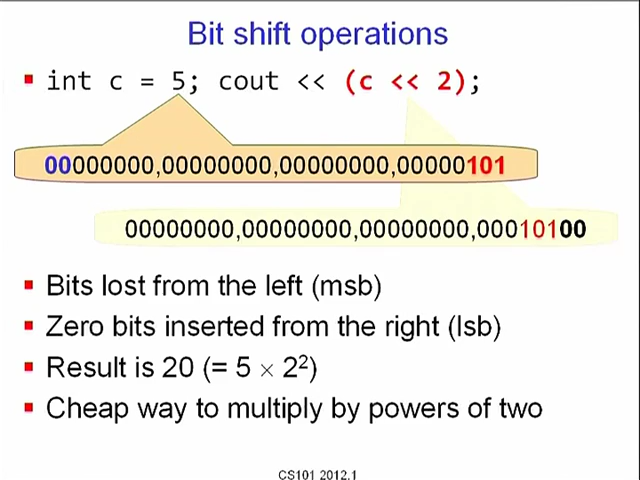 Bit shift operations
int c = 5; cout << (c << 2);
00000000,00000000,00000000,00000101
00000000,00000000,00000000,00010100
Bits lost from the left (msb)
Zero bits inserted from the right (lsb)
Result is 20 (= 5 × 2²)
Cheap way to multiply by powers of two
CS101 2012.1